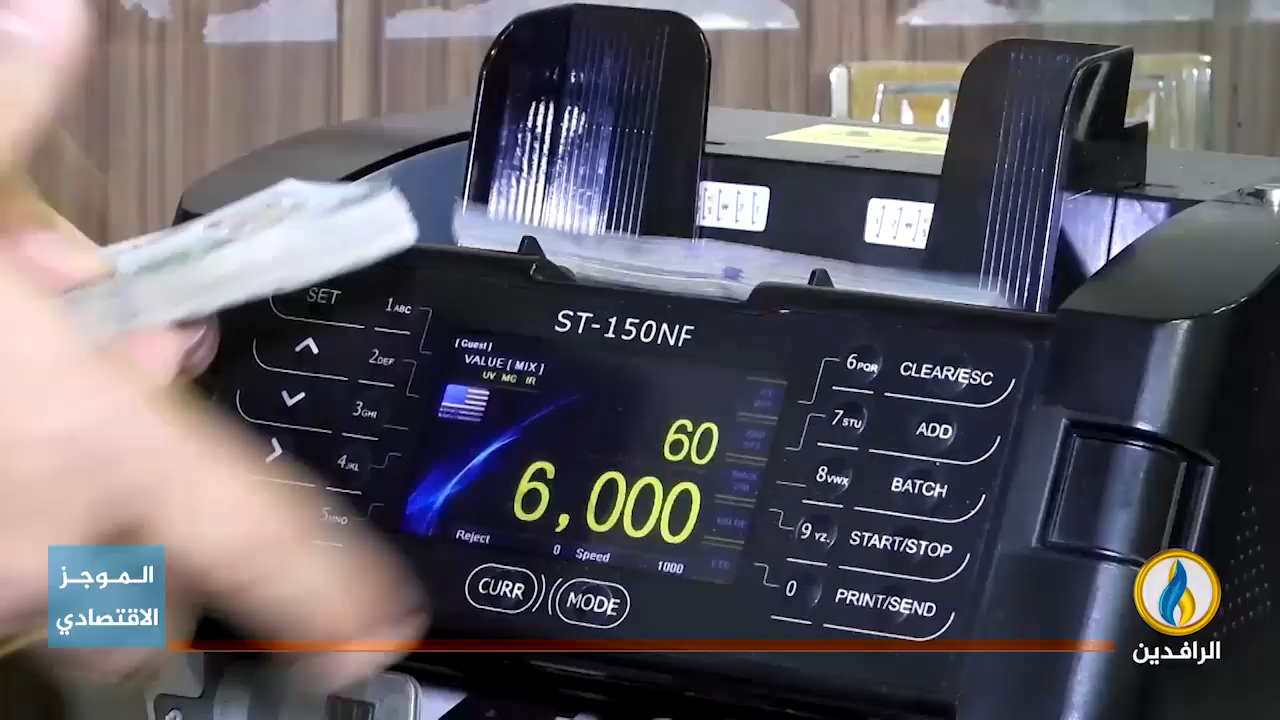 ST-150NF
SET
1ABC
2DEF
3GHI
4JKL
5MNO
[ Guest ]
VALUE [ MIX ]
UV MG IR
60
6,000
Reject 0 Speed 1000
CURR
MODE
6PQR CLEAR/ESC
7STU ADD
8VWX BATCH
9YZ. START/STOP
0 PRINT/SEND
الموجز
الاقتصادي
الرافدين